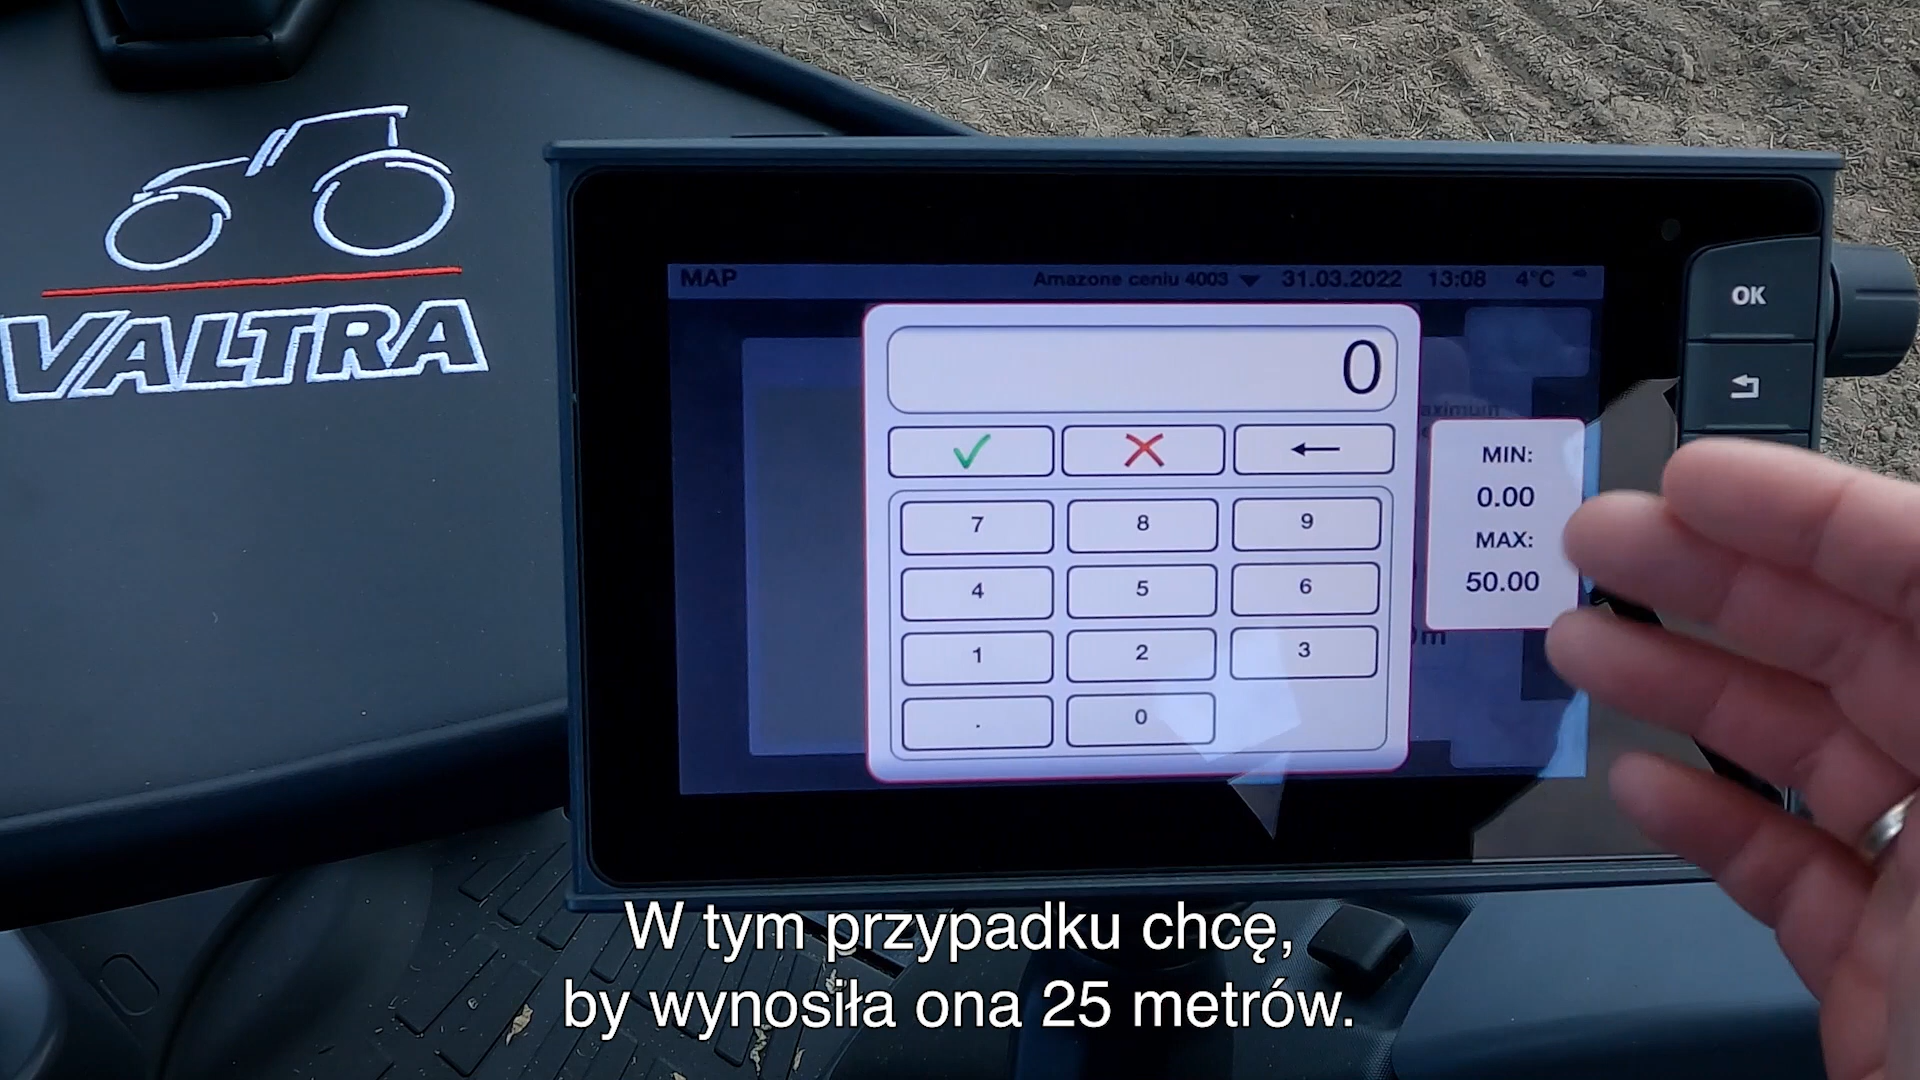 VALTRA
MAP
Amazone ceniu 4003
31.03.2022
13:08
4°C
0
OK
MIN:
0.00
MAX:
50.00
7 8 9
4 5 6
1 2 3
. 0
W tym przypadku chcę,
by wynosiła ona 25 metrów.